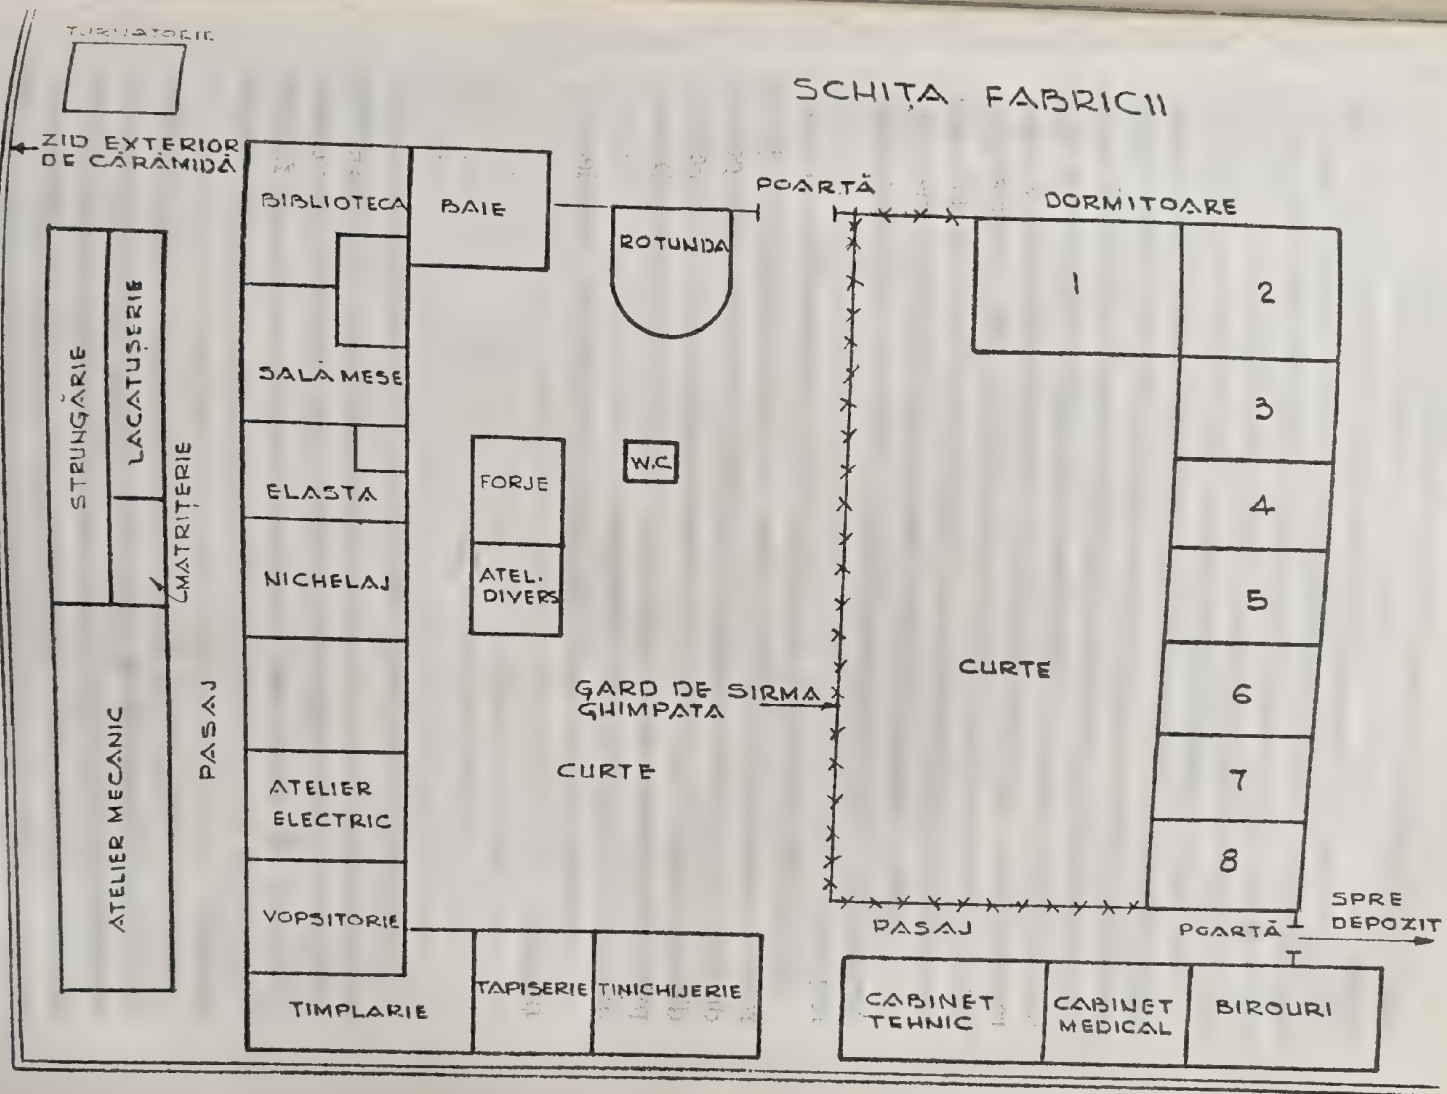 TURNATORIE
SCHIȚA FABRICII
ZID EXTERIOR
DE CĂRĂMIDĂ
BIBLIOTECA
BAIE
POARTĂ
DORMITOARE
ROTUNDA
1
2
STRUNGĂRIE
LACATUȘERIE
MATRIȚERIE
SALĂ MESE
3
ELASTA
FORJE
W.C
4
NICHELAJ
ATEL.
DIVERS
5
PASAJ
GARD DE SIRMA
GHIMPATA
CURTE
6
ATELIER MECANIC
ATELIER
ELECTRIC
CURTE
7
8
VOPSITORIE
PASAJ
POARTĂ
SPRE
DEPOZIT
TIMPLARIE
TAPISERIE
TINICHIJERIE
CABINET
TEHNIC
CABINET
MEDICAL
BIROURI